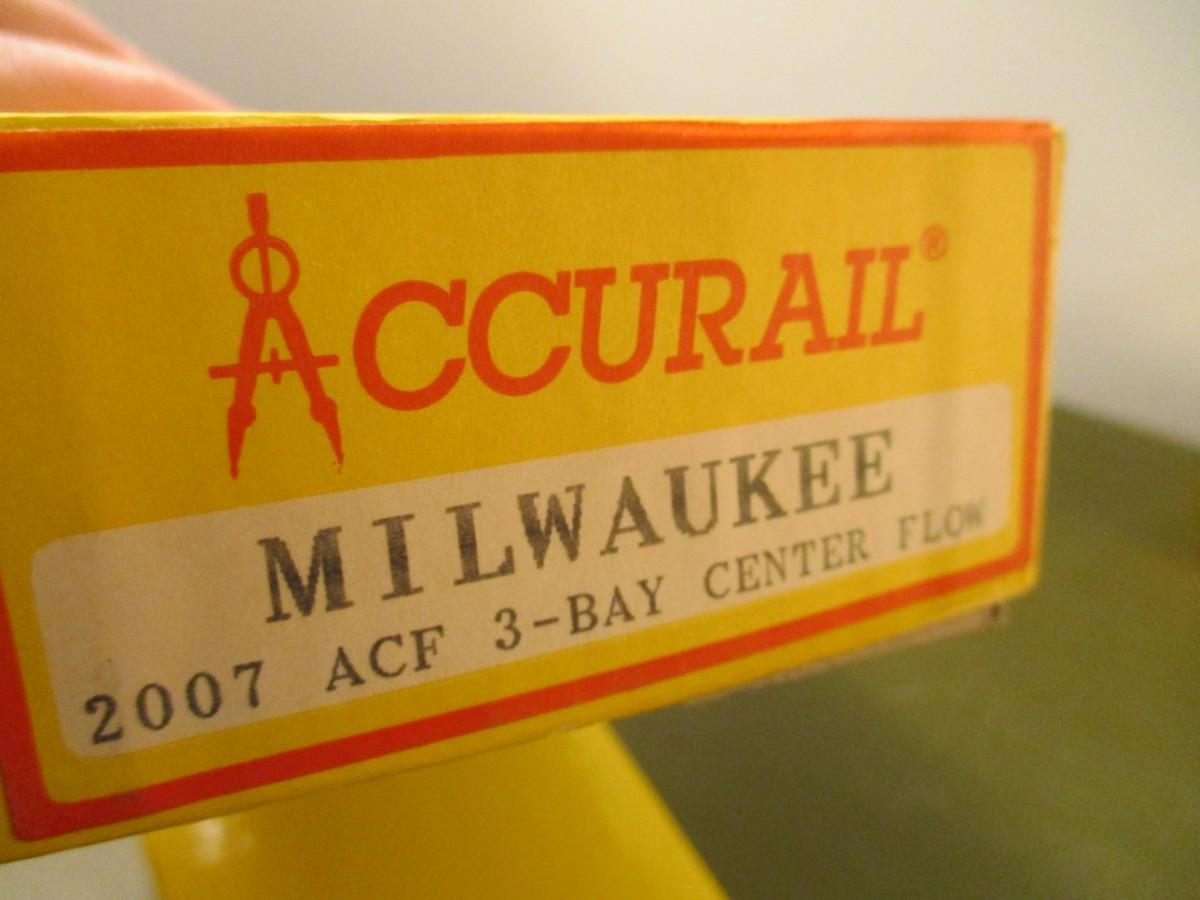 ACCURAIL®
MILWAUKEE
2007 ACF 3-BAY CENTER FLOW